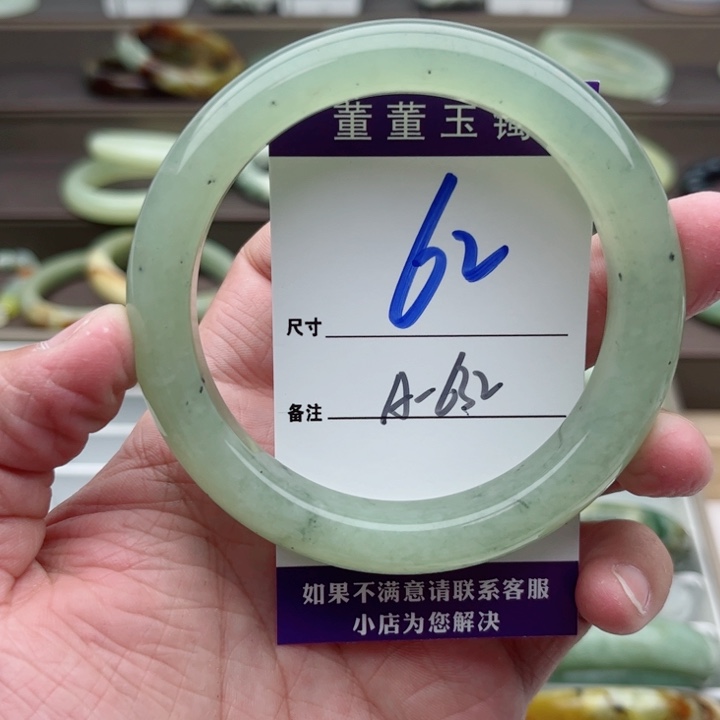 董董玉镯
62
尺寸
A-632
备注
如果不满意请联系客服
小店为您解决